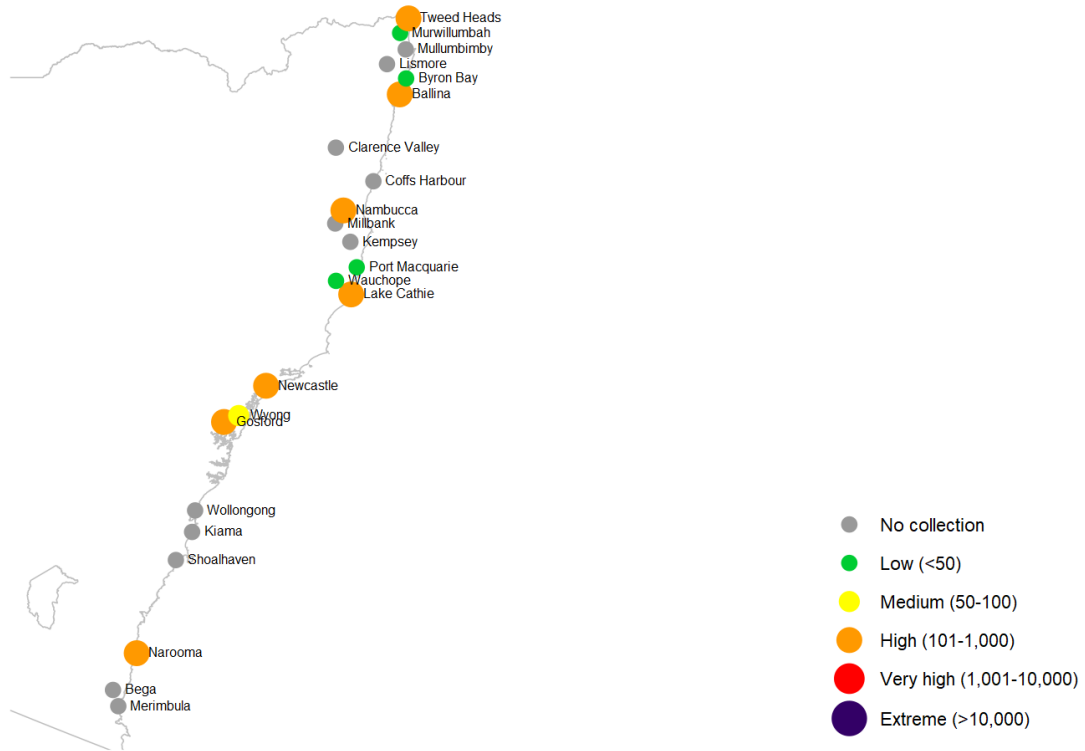 Tweed Heads
Murwillumbah
Mullumbimby
Lismore
Byron Bay
Ballina
Clarence Valley
Coffs Harbour
Nambucca
Millbank
Kempsey
Port Macquarie
Wauchope
Lake Cathie
Newcastle
Wyong
Gosford
Wollongong
Kiama
Shoalhaven
Narooma
Bega
Merimbula
No collection
Low (<50)
Medium (50-100)
High (101-1,000)
Very high (1,001-10,000)
Extreme (>10,000)